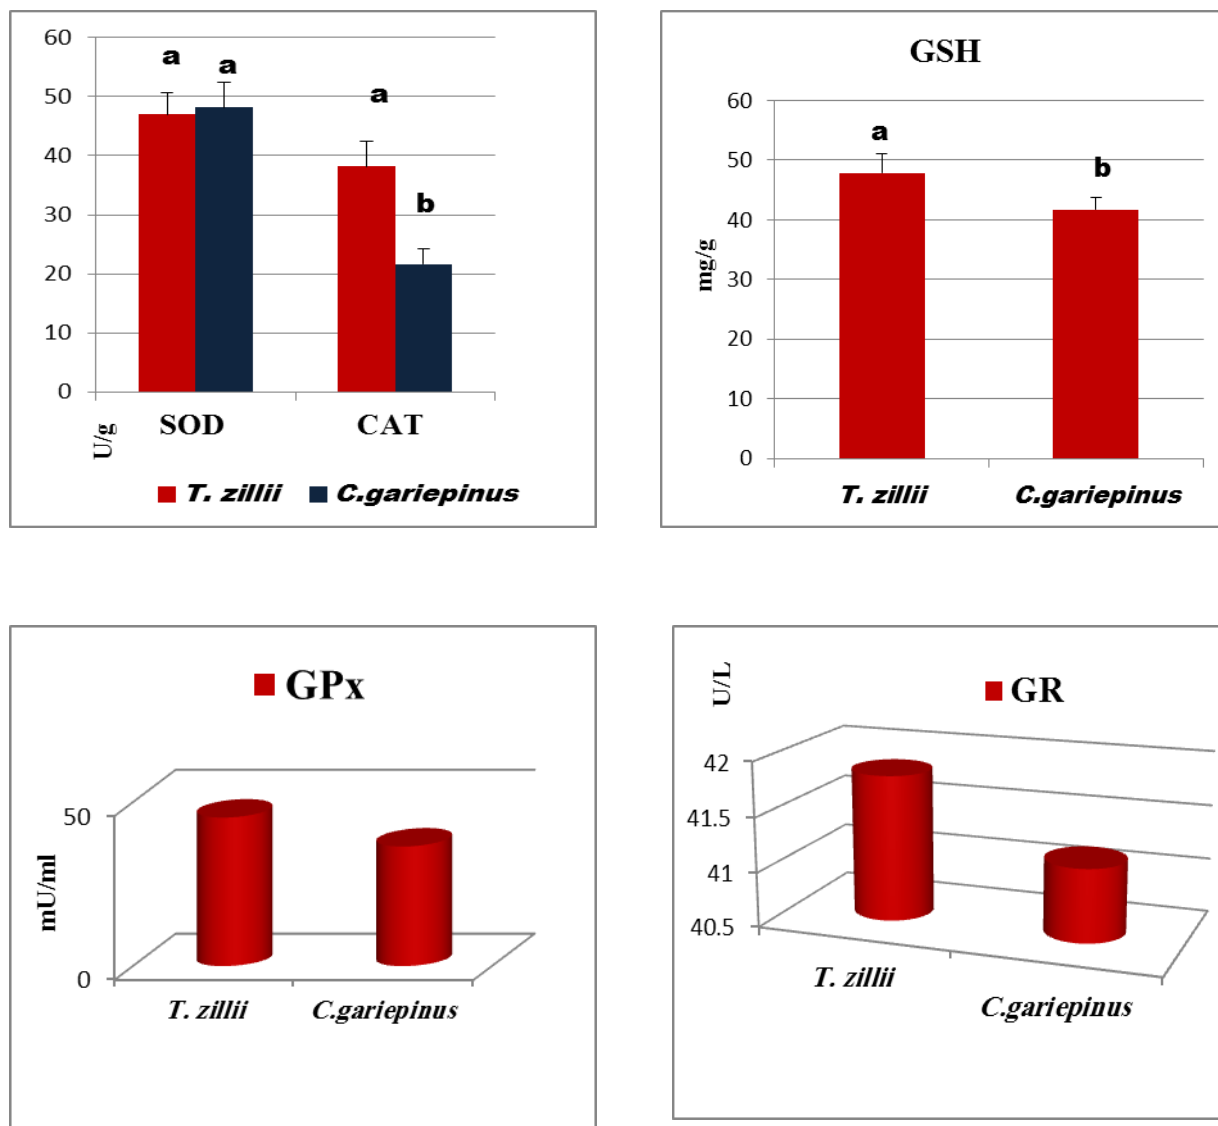 60
50
40
30
20
10
0
a
a
a
b
U/g
SOD
CAT
T. zillii
C.gariepinus
GSH
60
50
40
30
20
10
0
mg/g
a
b
T. zillii
C.gariepinus
GPx
50
0
mU/ml
T. zillii
C.gariepinus
U/L
GR
42
41.5
41
40.5
T. zillii
C.gariepinus